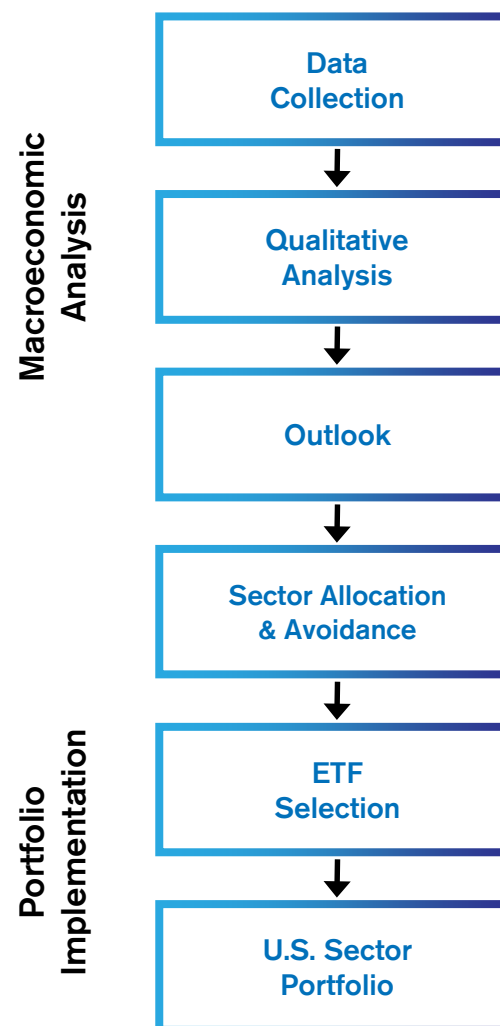 Macroeconomic
Analysis
Data
Collection
Qualitative
Analysis
Outlook
Portfolio
Implementation
Sector Allocation
& Avoidance
ETF
Selection
U.S. Sector
Portfolio